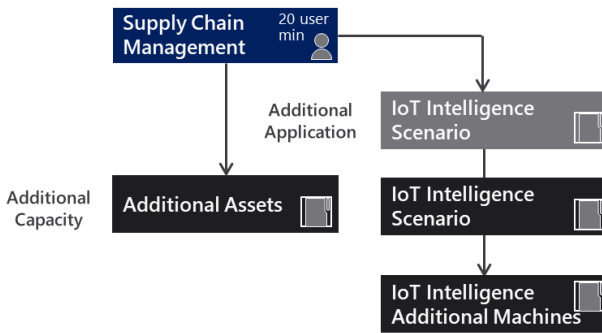 Supply Chain
Management
20 user
min
Additional
Application
IoT Intelligence
Scenario
Additional
Capacity
Additional Assets
IoT Intelligence
Scenario
IoT Intelligence
Additional Machines